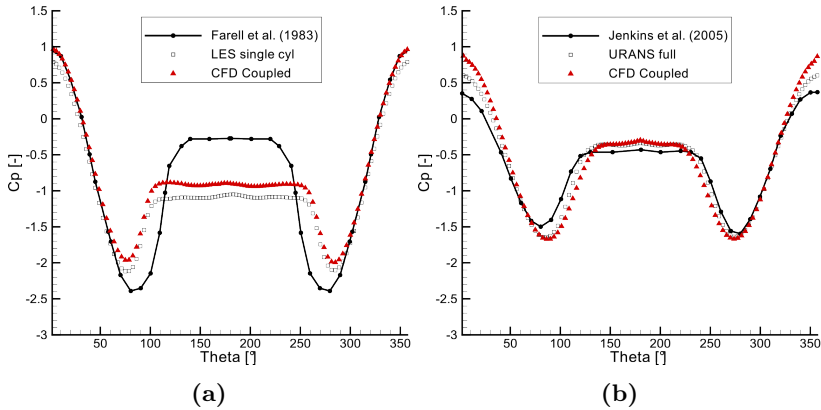 Farell et al. (1983)
LES single cyl
CFD Coupled
1.5
1
0.5
0
-0.5
-1
-1.5
-2
-2.5
-3
Cp [-]
50 100 150 200 250 300 350
Theta [°]
(a)
Jenkins et al. (2005)
URANS full
CFD Coupled
1.5
1
0.5
0
-0.5
-1
-1.5
-2
-2.5
-3
Cp [-]
50 100 150 200 250 300 350
Theta [°]
(b)